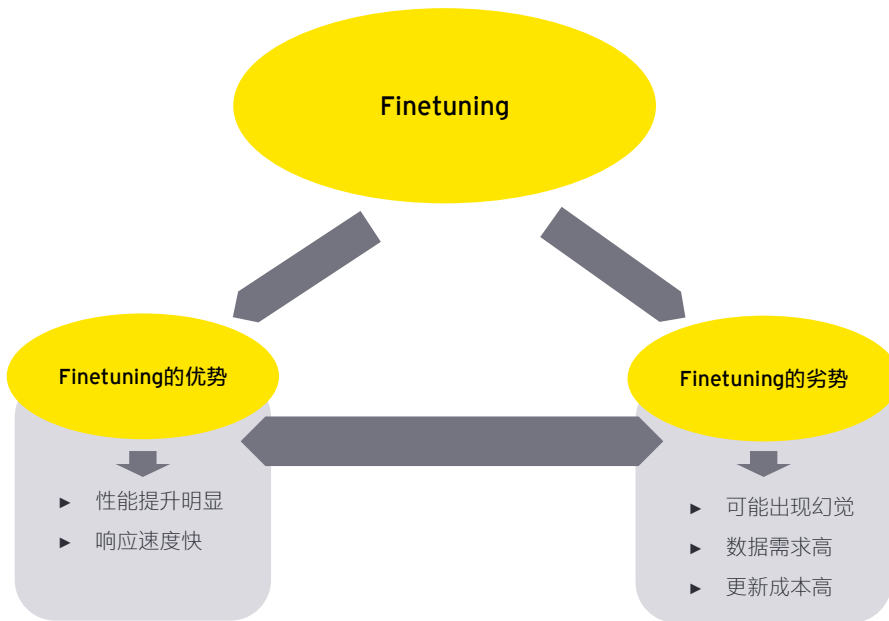 Finetuning
Finetuning的优势
► 性能提升明显
► 响应速度快
Finetuning的劣势
► 可能出现幻觉
► 数据需求高
► 更新成本高